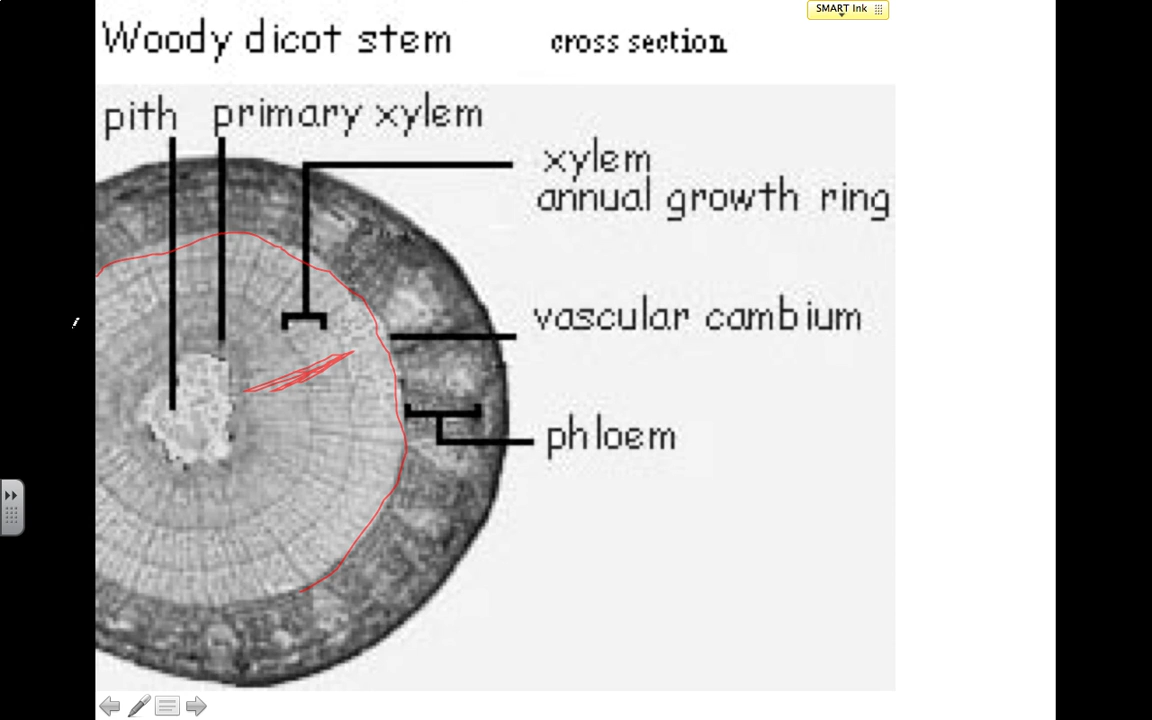 SMART Ink
Woody dicot stem cross section
pith primary xylem
xylem
annual growth ring
vascular cambium
phloem